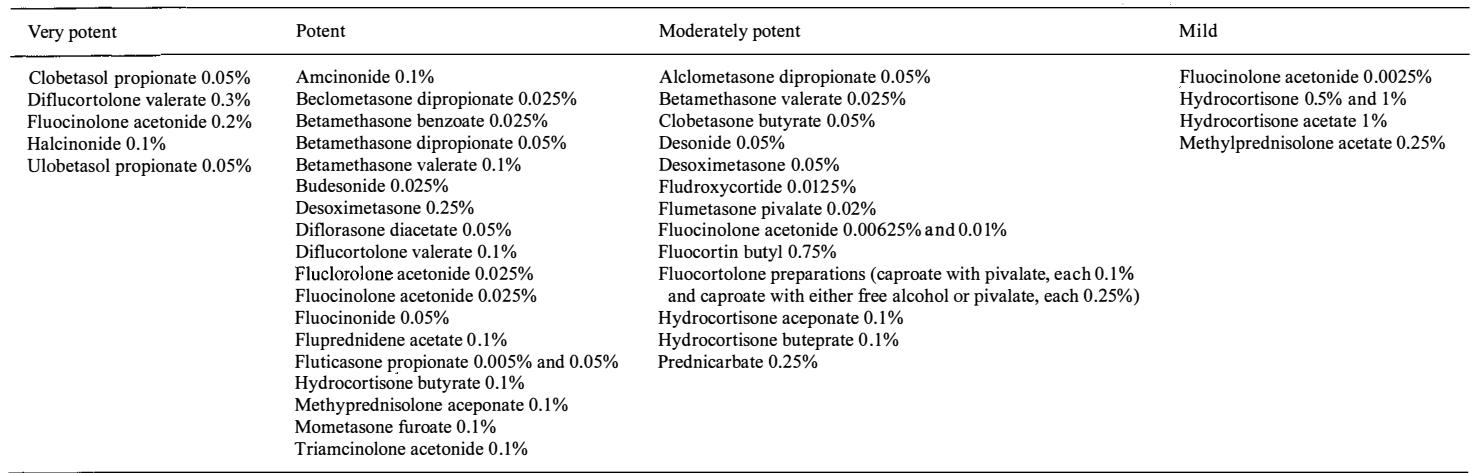 Very potent
Potent
Moderately potent
Mild
Clobetasol propionate 0.05%
Diflucortolone valerate 0.3%
Fluocinolone acetonide 0.2%
Halcinonide 0.1%
Ulobetasol propionate 0.05%
Amcinonide 0.1%
Beclometasone dipropionate 0.025%
Betamethasone benzoate 0.025%
Betamethasone dipropionate 0.05%
Betamethasone valerate 0.1%
Budesonide 0.025%
Desoximetasone 0.25%
Diflorasone diacetate 0.05%
Diflucortolone valerate 0.1%
Fluclorolone acetonide 0.025%
Fluocinolone acetonide 0.025%
Fluocinonide 0.05%
Fluprednidene acetate 0.1%
Fluticasone propionate 0.005% and 0.05%
Hydrocortisone butyrate 0.1%
Methyprednisolone aceponate 0.1%
Mometasone furoate 0.1%
Triamcinolone acetonide 0.1%
Alclometasone dipropionate 0.05%
Betamethasone valerate 0.025%
Clobetasone butyrate 0.05%
Desonide 0.05%
Desoximetasone 0.05%
Fludroxycortide 0.0125%
Flumetasone pivalate 0.02%
Fluocinolone acetonide 0.00625% and 0.01%
Fluocortin butyl 0.75%
Fluocortolone preparations (caproate with pivalate, each 0.1%
and caproate with either free alcohol or pivalate, each 0.25%)
Hydrocortisone aceponate 0.1%
Hydrocortisone buteprate 0.1%
Prednicarbate 0.25%
Fluocinolone acetonide 0.0025%
Hydrocortisone 0.5% and 1%
Hydrocortisone acetate 1%
Methylprednisolone acetate 0.25%